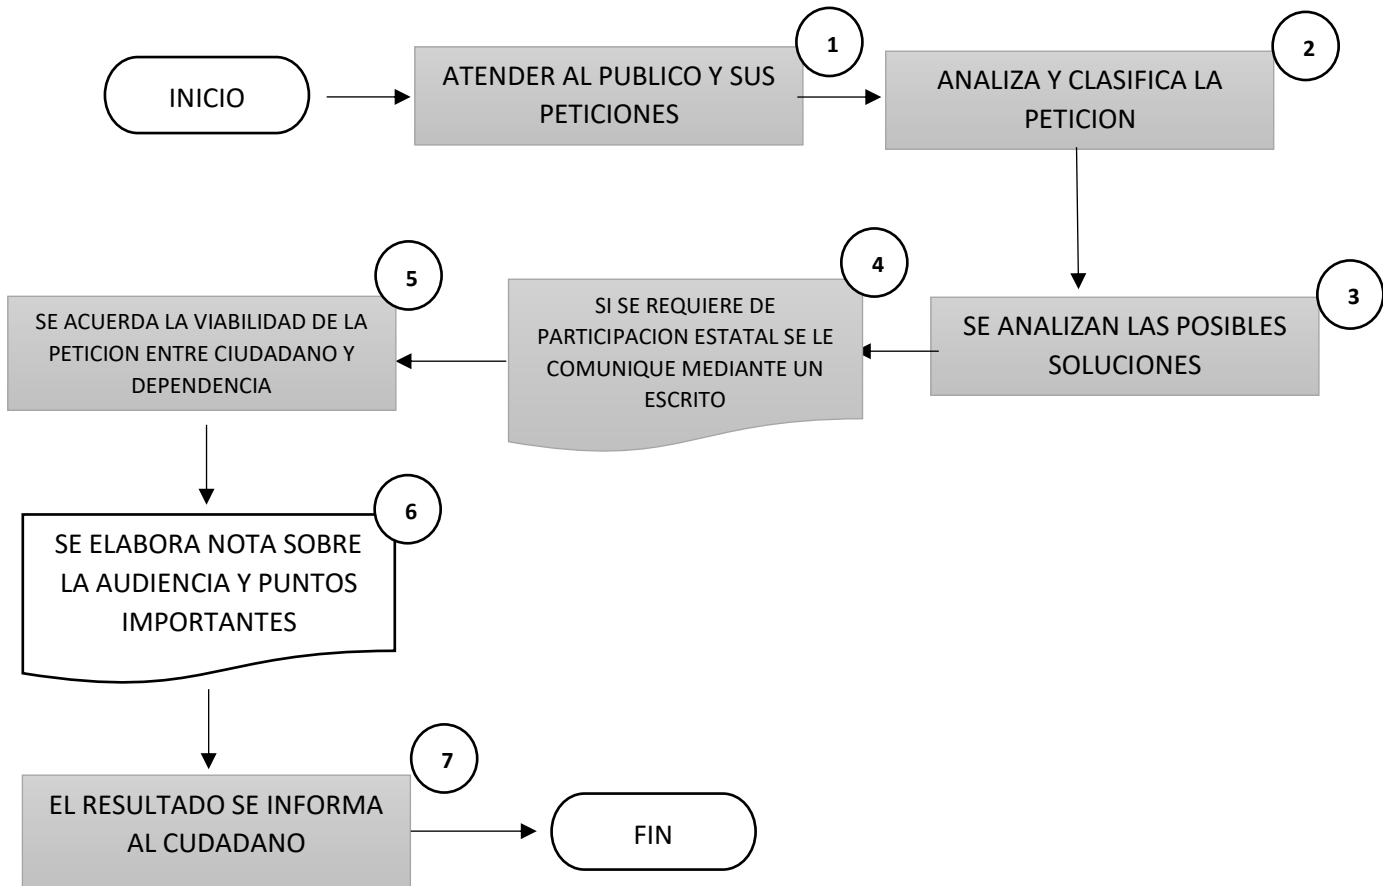 INICIO
1
ATENDER AL PUBLICO Y SUS
PETICIONES
2
ANALIZA Y CLASIFICA LA
PETICION
3
SE ANALIZAN LAS POSIBLES
SOLUCIONES
4
SI SE REQUIERE DE
PARTICIPACION ESTATAL SE LE
COMUNIQUE MEDIANTE UN
ESCRITO
5
SE ACUERDA LA VIABILIDAD DE LA
PETICION ENTRE CIUDADANO Y
DEPENDENCIA
6
SE ELABORA NOTA SOBRE
LA AUDIENCIA Y PUNTOS
IMPORTANTES
7
EL RESULTADO SE INFORMA
AL CUDADANO
FIN